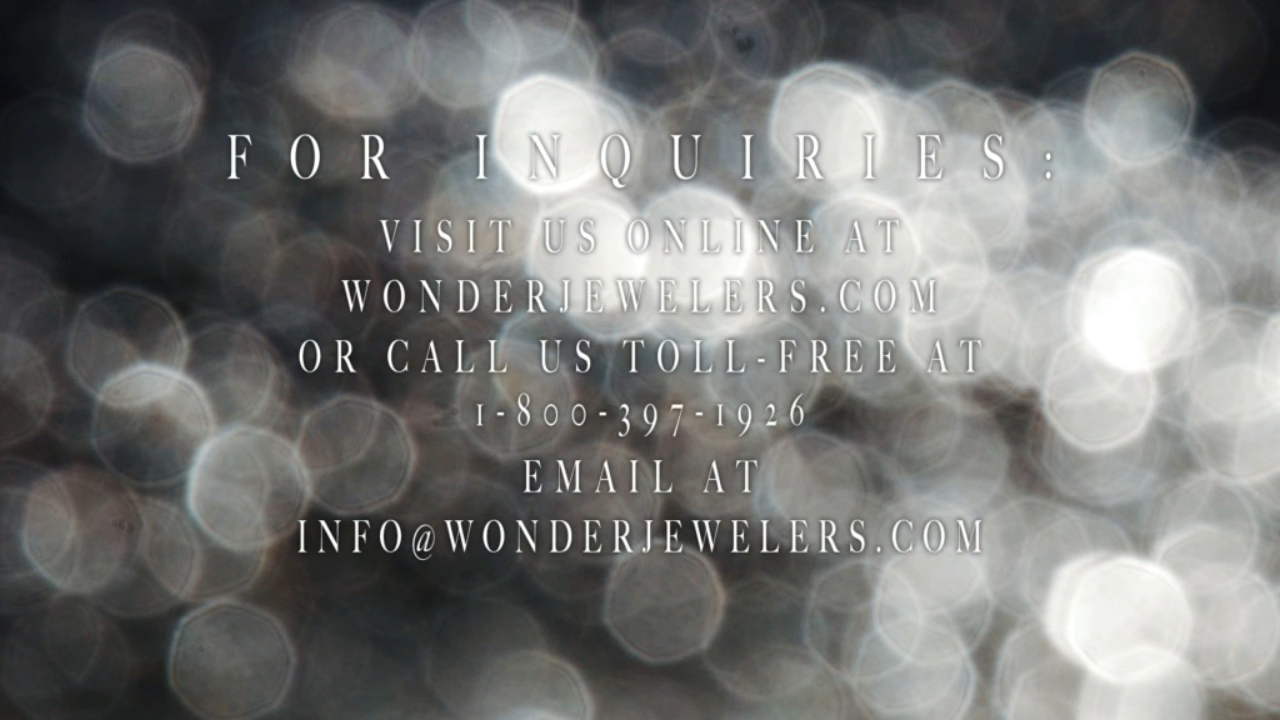 FOR INQUIRIES:
VISIT US ONLINE AT
WONDERJEWELERS.COM
OR CALL US TOLL-FREE AT
1-800-397-1926
EMAIL AT
INFO@WONDERJEWELERS.COM